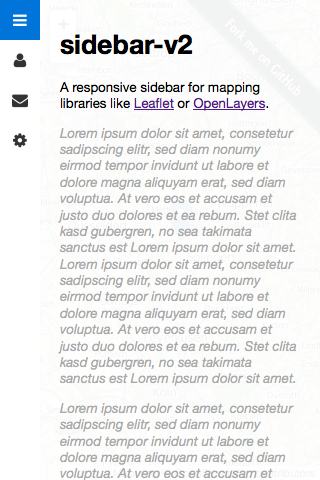 Fork me on GitHub
sidebar-v2
A responsive sidebar for mapping
libraries like Leaflet or OpenLayers.
Lorem ipsum dolor sit amet, consetetur
sadipscing elitr, sed diam nonumy
eirmod tempor invidunt ut labore et
dolore magna aliquyam erat, sed diam
voluptua. At vero eos et accusam et
justo duo dolores et ea rebum. Stet clita
kasd gubergren, no sea takimata
sanctus est Lorem ipsum dolor sit amet.
Lorem ipsum dolor sit amet, consetetur
sadipscing elitr, sed diam nonumy
eirmod tempor invidunt ut labore et
dolore magna aliquyam erat, sed diam
voluptua. At vero eos et accusam et
justo duo dolores et ea rebum. Stet clita
kasd gubergren, no sea takimata
sanctus est Lorem ipsum dolor sit amet.
Lorem ipsum dolor sit amet, consetetur
sadipscing elitr, sed diam nonumy
eirmod tempor invidunt ut labore et
dolore magna aliquyam erat, sed diam
voluptua. At vero eos et accusam et